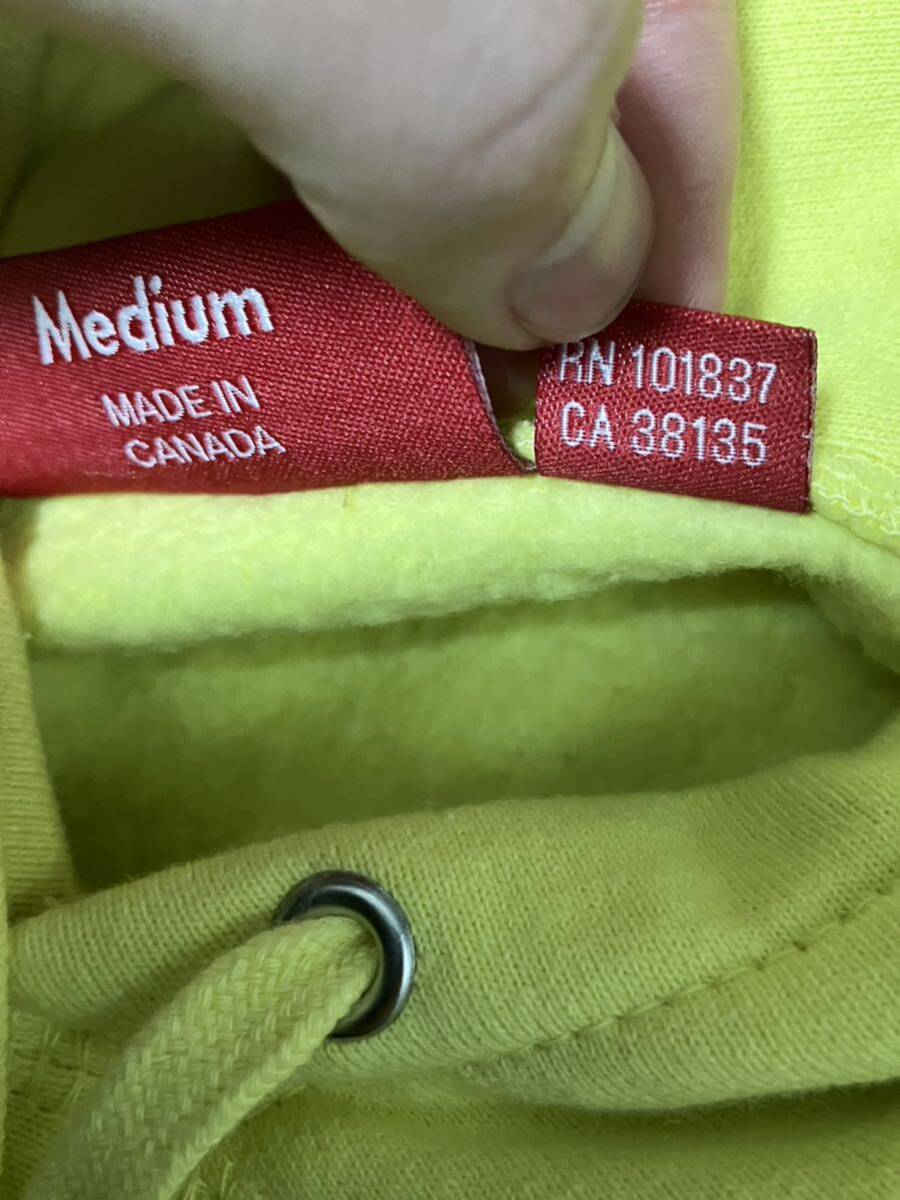 Medium
MADE IN
CANADA
RN 101837
CA 38135